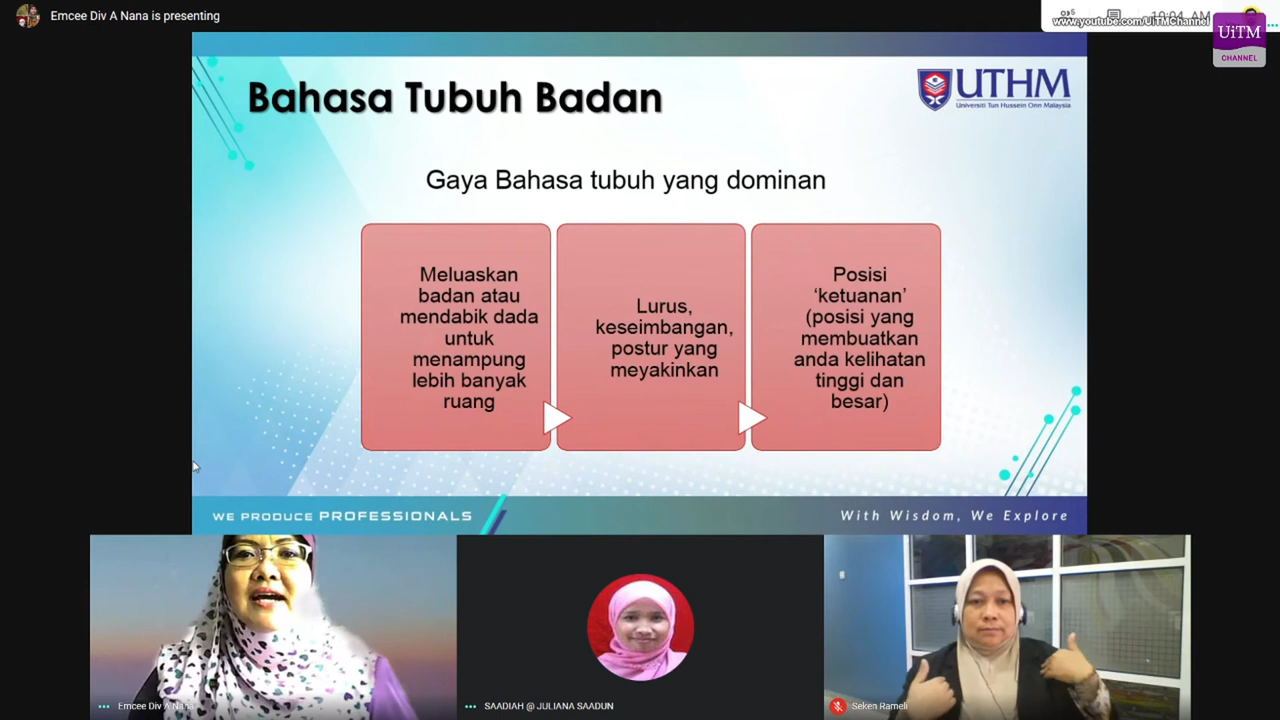 Emcee Div A Nana is presenting
10:04 AM
www.youtube.com/UiTMChannel
UiTM
CHANNEL
Bahasa Tubuh Badan
UTHM
Universiti Tun Hussein Onn Malaysia
Gaya Bahasa tubuh yang dominan
Meluaskan
badan atau
mendabik dada
untuk
menampung
lebih banyak
ruang
Lurus,
keseimbangan,
postur yang
meyakinkan
Posisi
‘ketuanan’
(posisi yang
membuatkan
anda kelihatan
tinggi dan
besar)
WE PRODUCE PROFESSIONALS
With Wisdom, We Explore
Emcee Div A Nana
SAADIAH @ JULIANA SAADUN
Seken Rameli